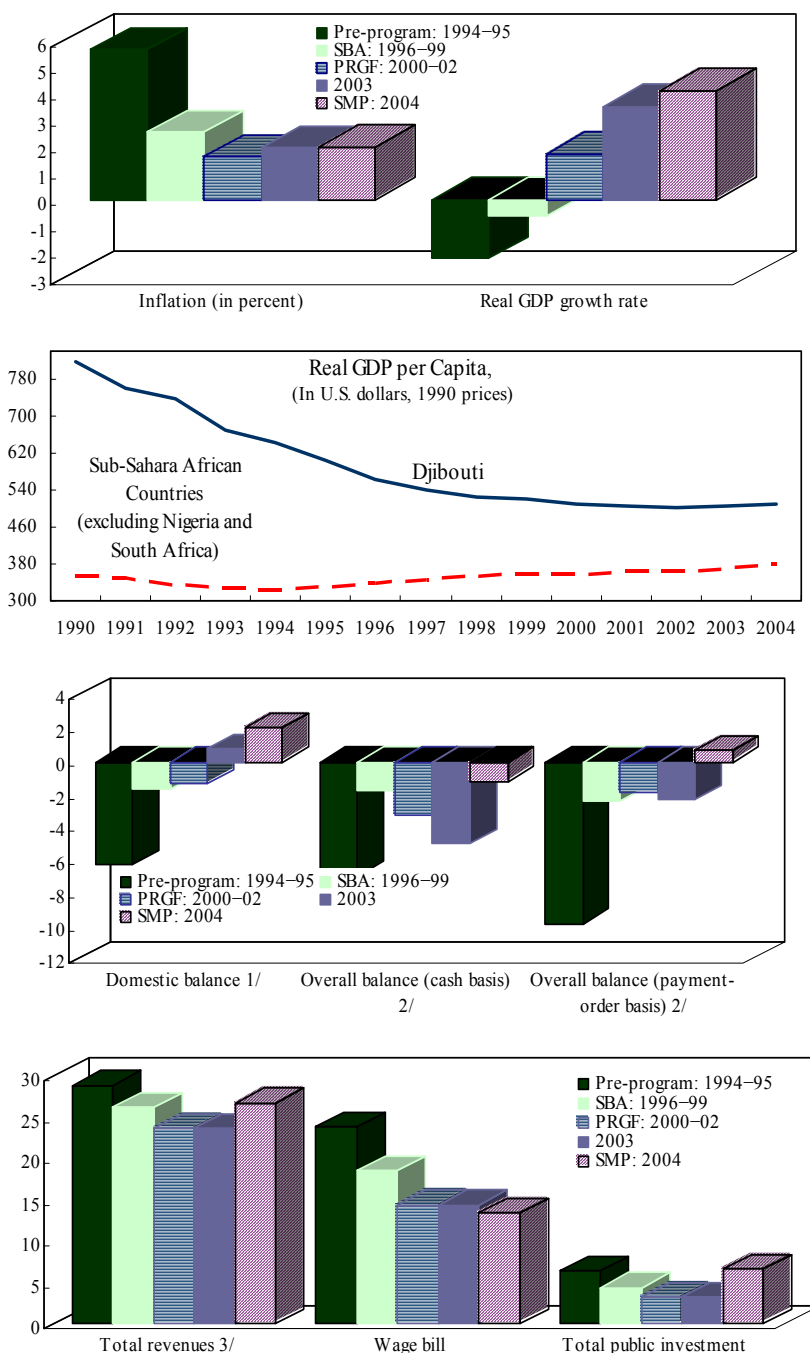 6
5
4
3
2
1
0
-1
-2
-3
Pre-program: 1994−95
SBA: 1996−99
PRGF: 2000−02
2003
SMP: 2004
Inflation (in percent)
Real GDP growth rate
780
700
620
540
460
380
300
Real GDP per Capita,
(In U.S. dollars, 1990 prices)
Sub-Sahara African
Countries
(excluding Nigeria and
South Africa)
Djibouti
1990 1991 1992 1993 1994 1995 1996 1997 1998 1999 2000 2001 2002 2003 2004
4
2
0
-2
-4
-6
-8
-10
-12
Pre-program: 1994−95
SBA: 1996−99
PRGF: 2000−02
2003
SMP: 2004
Domestic balance 1/
Overall balance (cash basis)
2/
Overall balance (payment-
order basis) 2/
30
25
20
15
10
5
0
Pre-program: 1994−95
SBA: 1996−99
PRGF: 2000−02
2003
SMP: 2004
Total revenues 3/
Wage bill
Total public investment